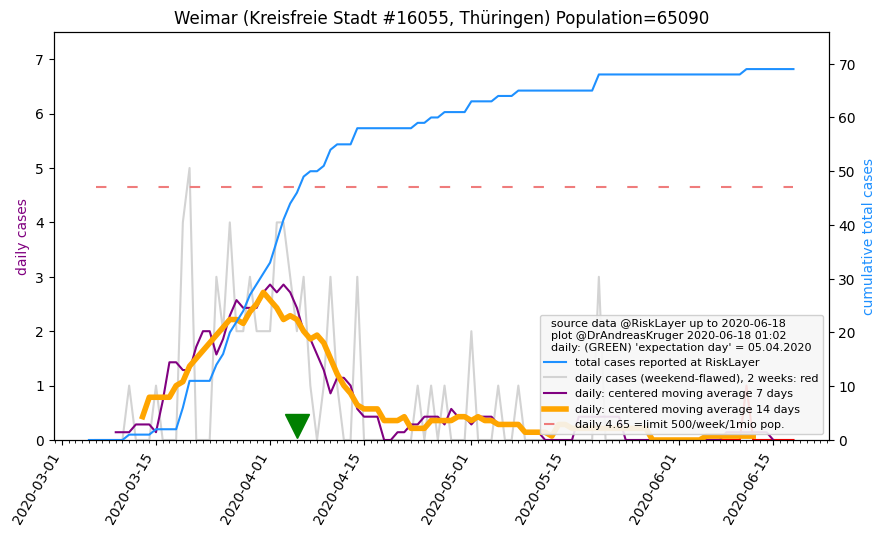 Weimar (Kreisfreie Stadt #16055, Thüringen) Population=65090
daily cases
7
6
5
4
3
2
1
0
cumulative total cases
70
60
50
40
30
20
10
0
source data @RiskLayer up to 2020-06-18
plot @DrAndreasKruger 2020-06-18 01:02
daily: (GREEN) 'expectation day' = 05.04.2020
total cases reported at RiskLayer
daily cases (weekend-flawed), 2 weeks: red
daily: centered moving average 7 days
daily: centered moving average 14 days
daily 4.65 =limit 500/week/1mio pop.
2020-03-01
2020-03-15
2020-04-01
2020-04-15
2020-05-01
2020-05-15
2020-06-01
2020-06-15